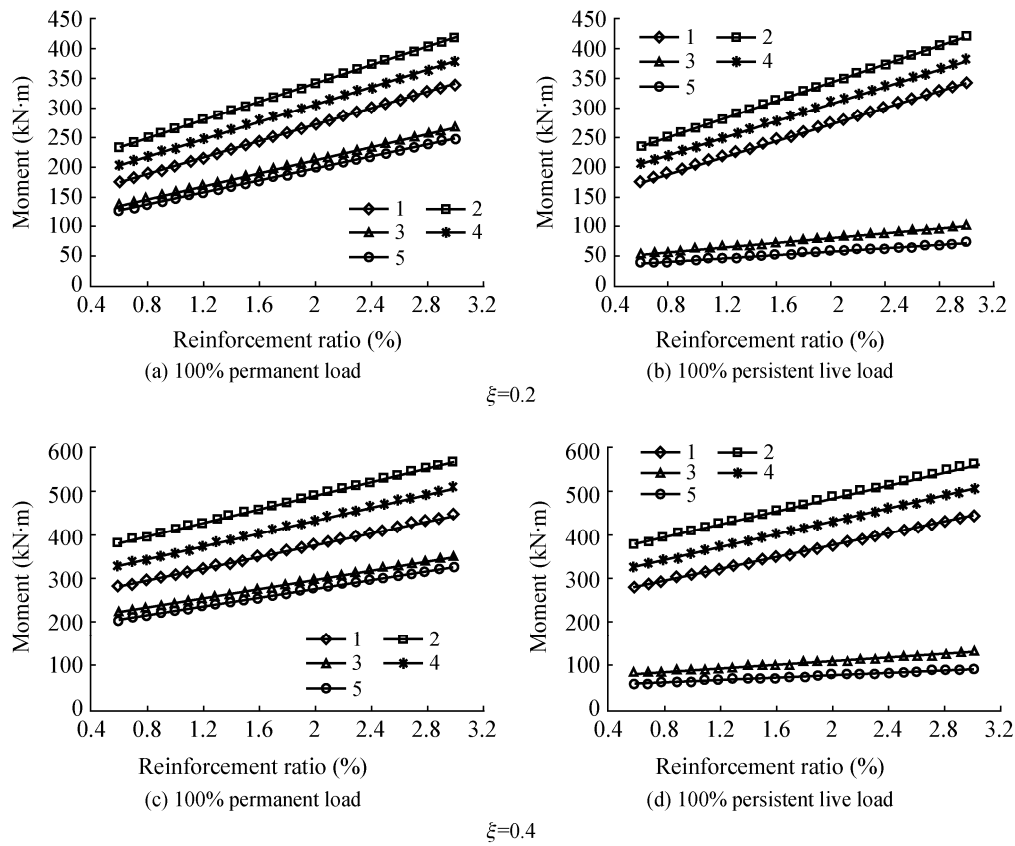 450
400
350
300
250
200
150
100
50
0
Moment (kN·m)
1 2
3 4
5
0.4 0.8 1.2 1.6 2 2.4 2.8 3.2
Reinforcement ratio (%)
(a) 100% permanent load
450
400
350
300
250
200
150
100
50
0
Moment (kN·m)
1 2
3 4
5
0.4 0.8 1.2 1.6 2 2.4 2.8 3.2
Reinforcement ratio (%)
(b) 100% persistent live load
ξ=0.2
600
500
400
300
200
100
0
Moment (kN·m)
1 2
3 4
5
0.4 0.8 1.2 1.6 2 2.4 2.8 3.2
Reinforcement ratio (%)
(c) 100% permanent load
600
500
400
300
200
100
0
Moment (kN·m)
1 2
3 4
5
0.4 0.8 1.2 1.6 2 2.4 2.8 3.2
Reinforcement ratio (%)
(d) 100% persistent live load
ξ=0.4